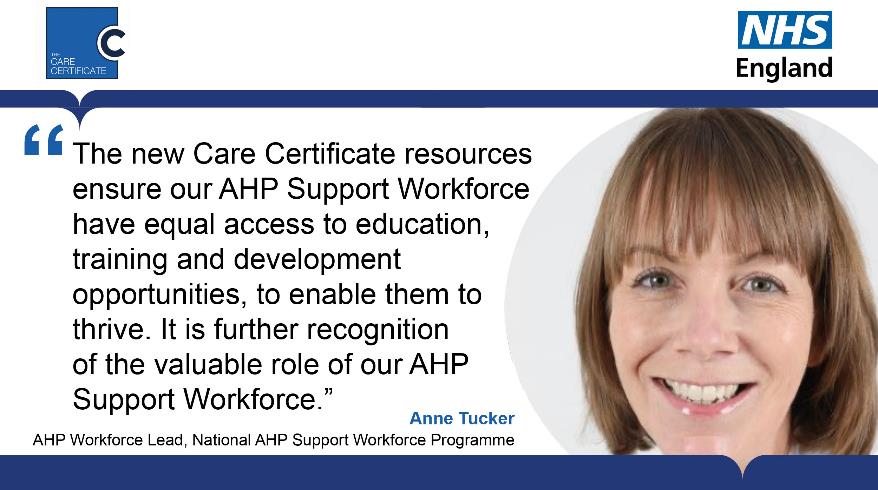 THE
CARE
CERTIFICATE
C
NHS
England
“
The new Care Certificate resources
ensure our AHP Support Workforce
have equal access to education,
training and development
opportunities, to enable them to
thrive. It is further recognition
of the valuable role of our AHP
Support Workforce.”
Anne Tucker
AHP Workforce Lead, National AHP Support Workforce Programme